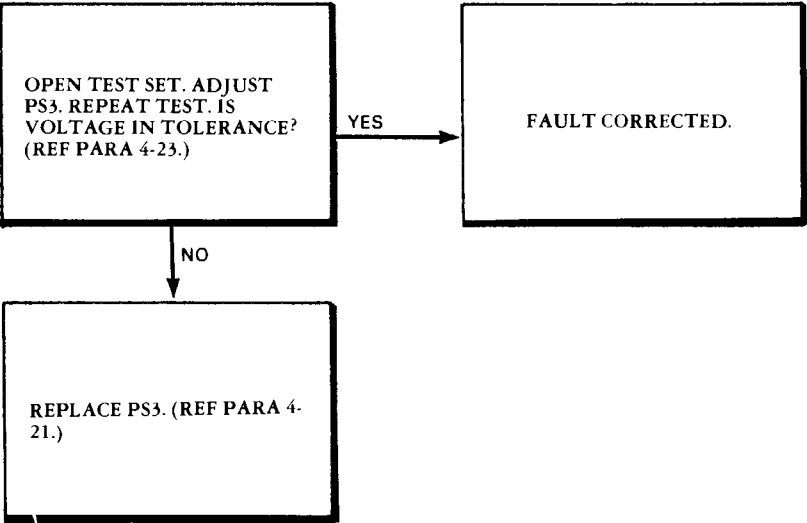 OPEN TEST SET. ADJUST
PS3. REPEAT TEST. IS
VOLTAGE IN TOLERANCE?
(REF PARA 4-23.)
YES
FAULT CORRECTED.
NO
REPLACE PS3. (REF PARA 4-
21.)